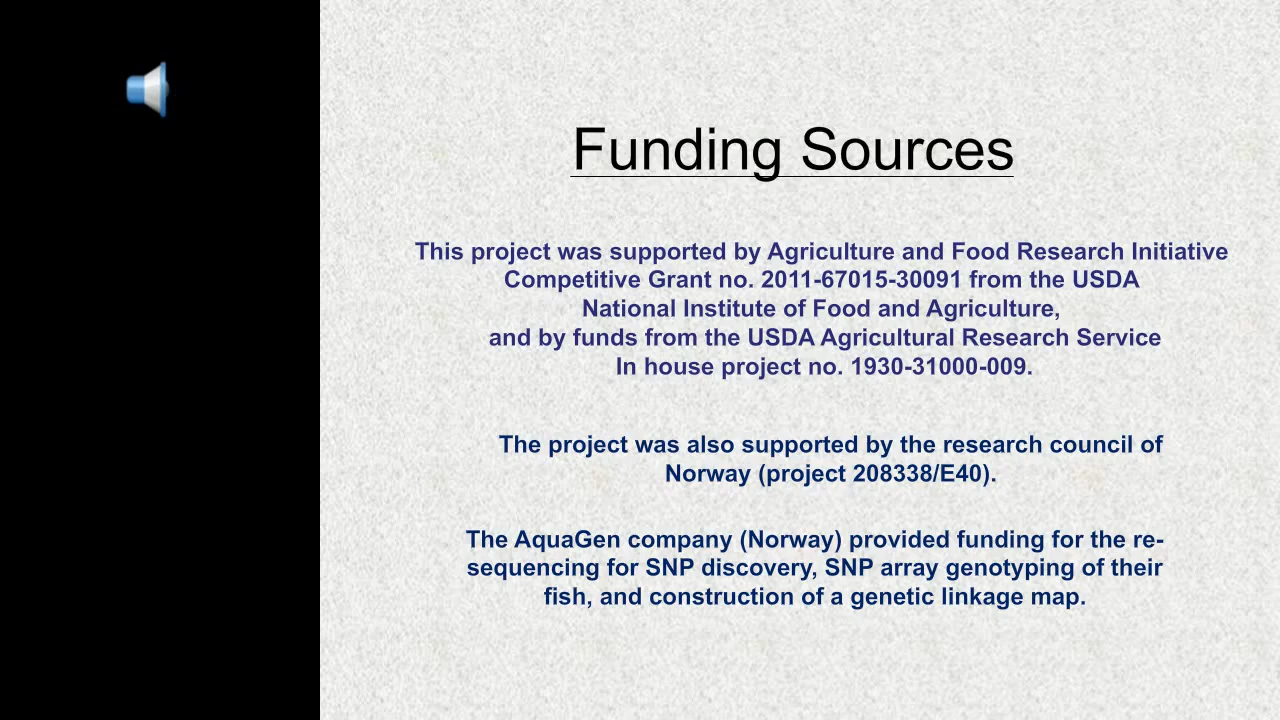 Funding Sources
This project was supported by Agriculture and Food Research Initiative
Competitive Grant no. 2011-67015-30091 from the USDA
National Institute of Food and Agriculture,
and by funds from the USDA Agricultural Research Service
In house project no. 1930-31000-009.
The project was also supported by the research council of
Norway (project 208338/E40).
The AquaGen company (Norway) provided funding for the re-
sequencing for SNP discovery, SNP array genotyping of their
fish, and construction of a genetic linkage map.